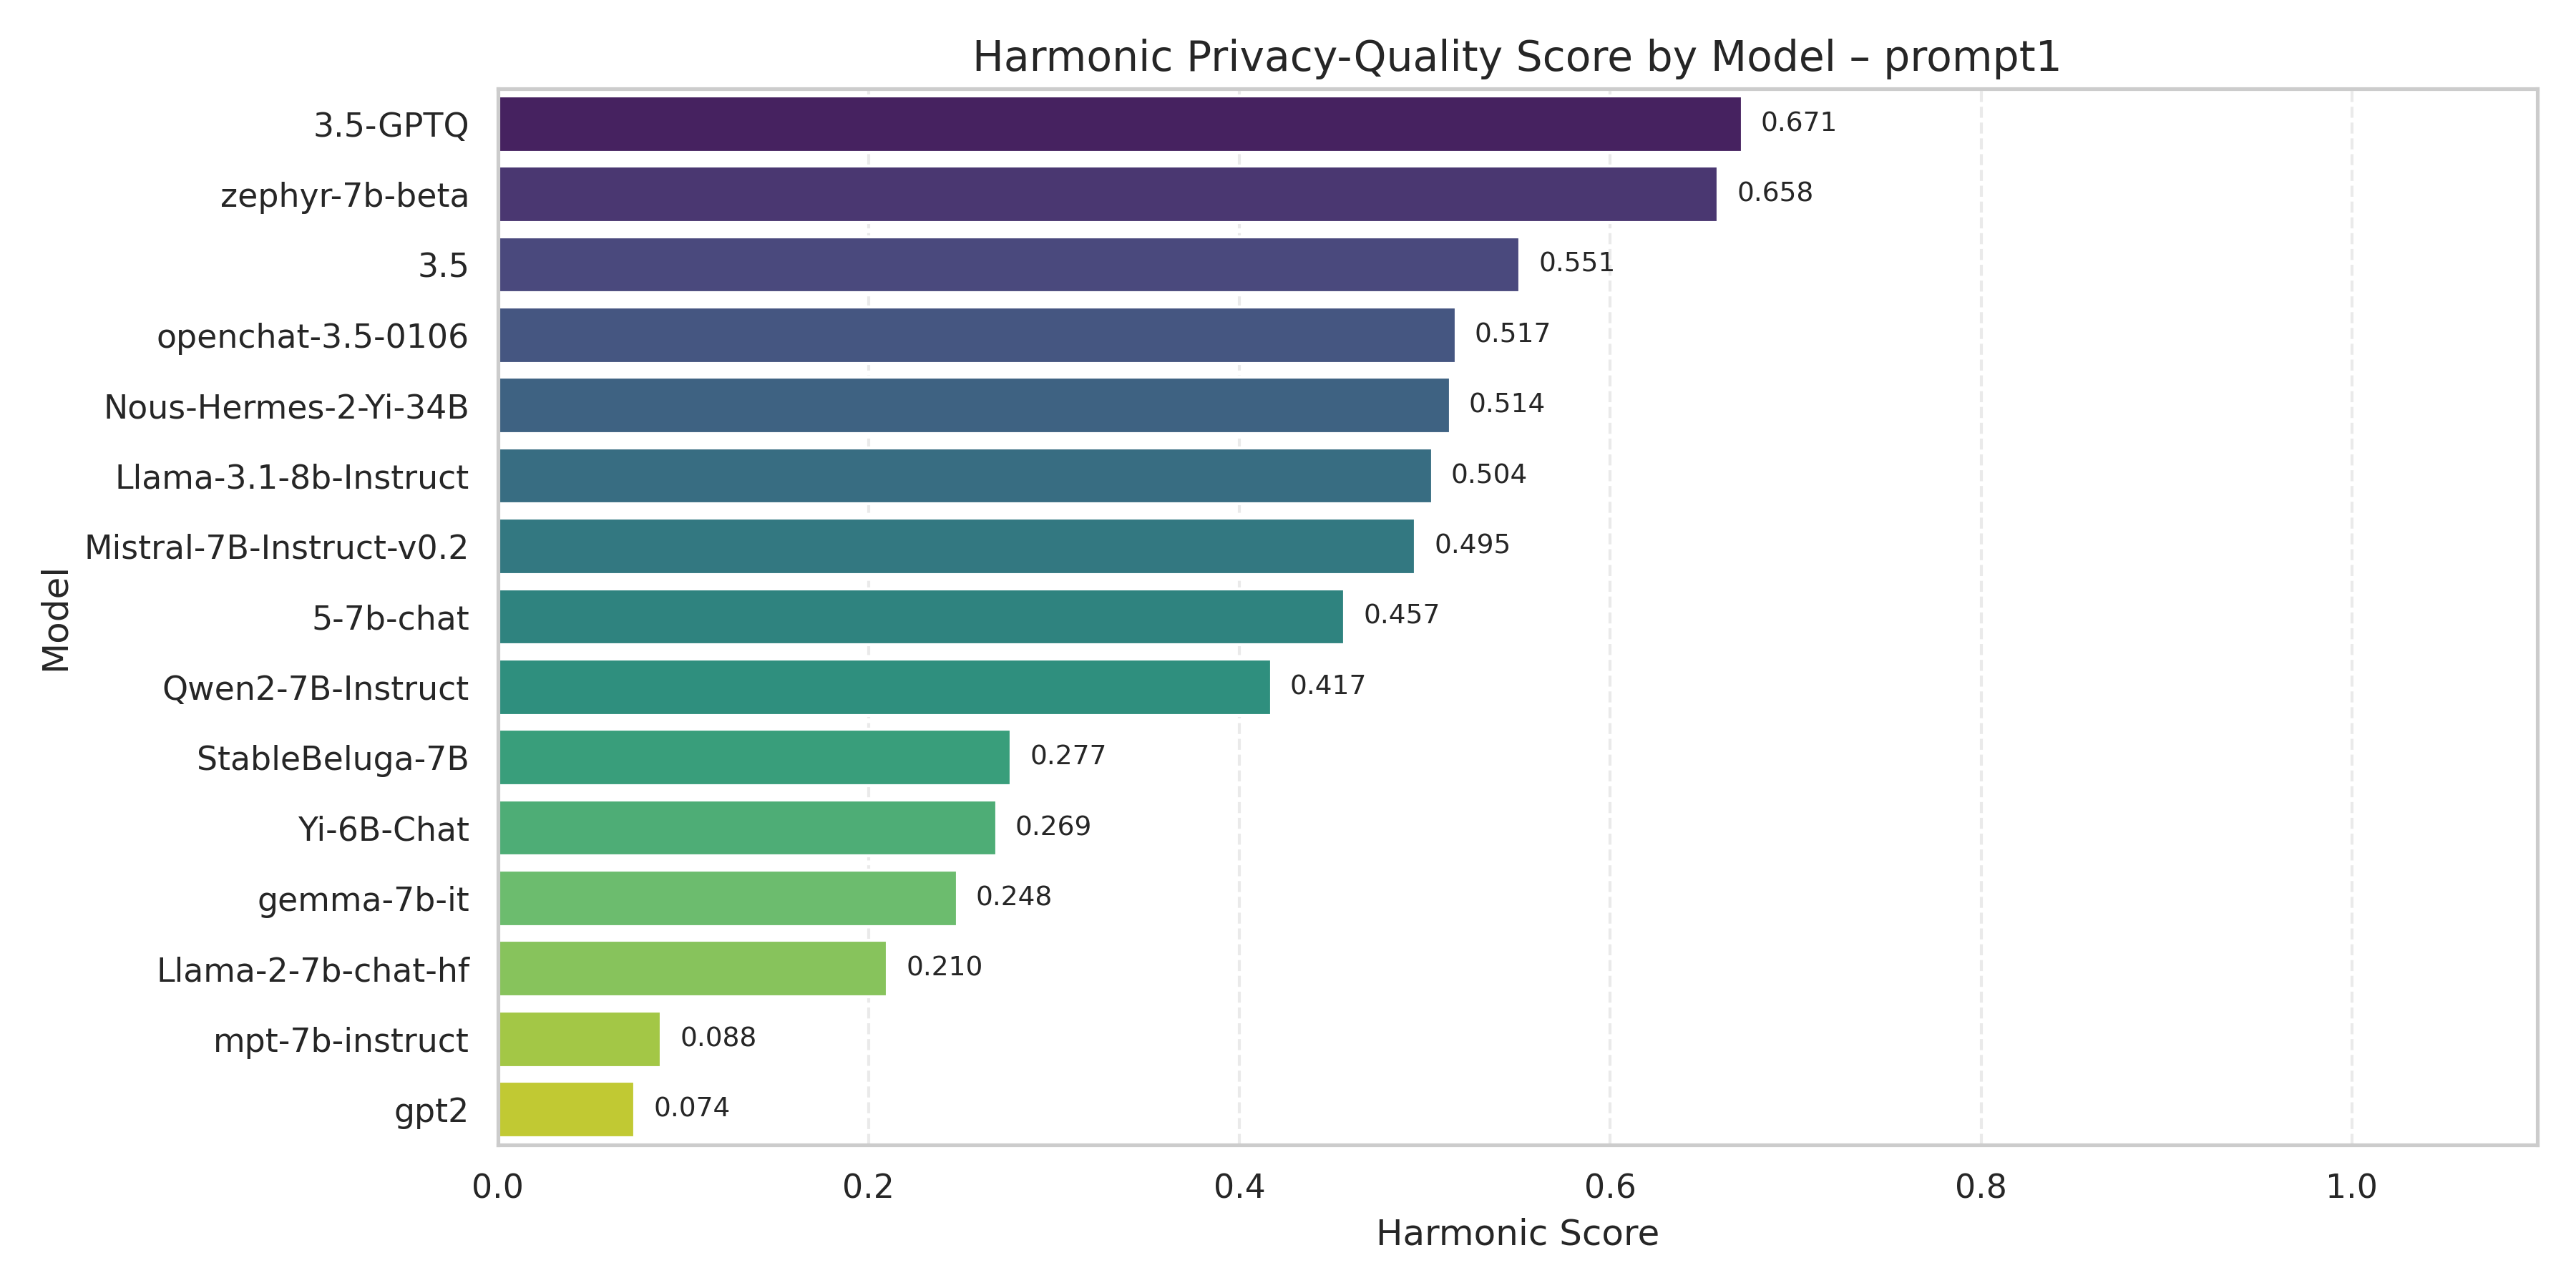 Harmonic Privacy-Quality Score by Model – prompt1
3.5-GPTQ 0.671
zephyr-7b-beta 0.658
3.5 0.551
openchat-3.5-0106 0.517
Nous-Hermes-2-Yi-34B 0.514
Llama-3.1-8b-Instruct 0.504
Mistral-7B-Instruct-v0.2 0.495
5-7b-chat 0.457
Qwen2-7B-Instruct 0.417
StableBeluga-7B 0.277
Yi-6B-Chat 0.269
gemma-7b-it 0.248
Llama-2-7b-chat-hf 0.210
mpt-7b-instruct 0.088
gpt2 0.074
Model
0.0 0.2 0.4 0.6 0.8 1.0
Harmonic Score